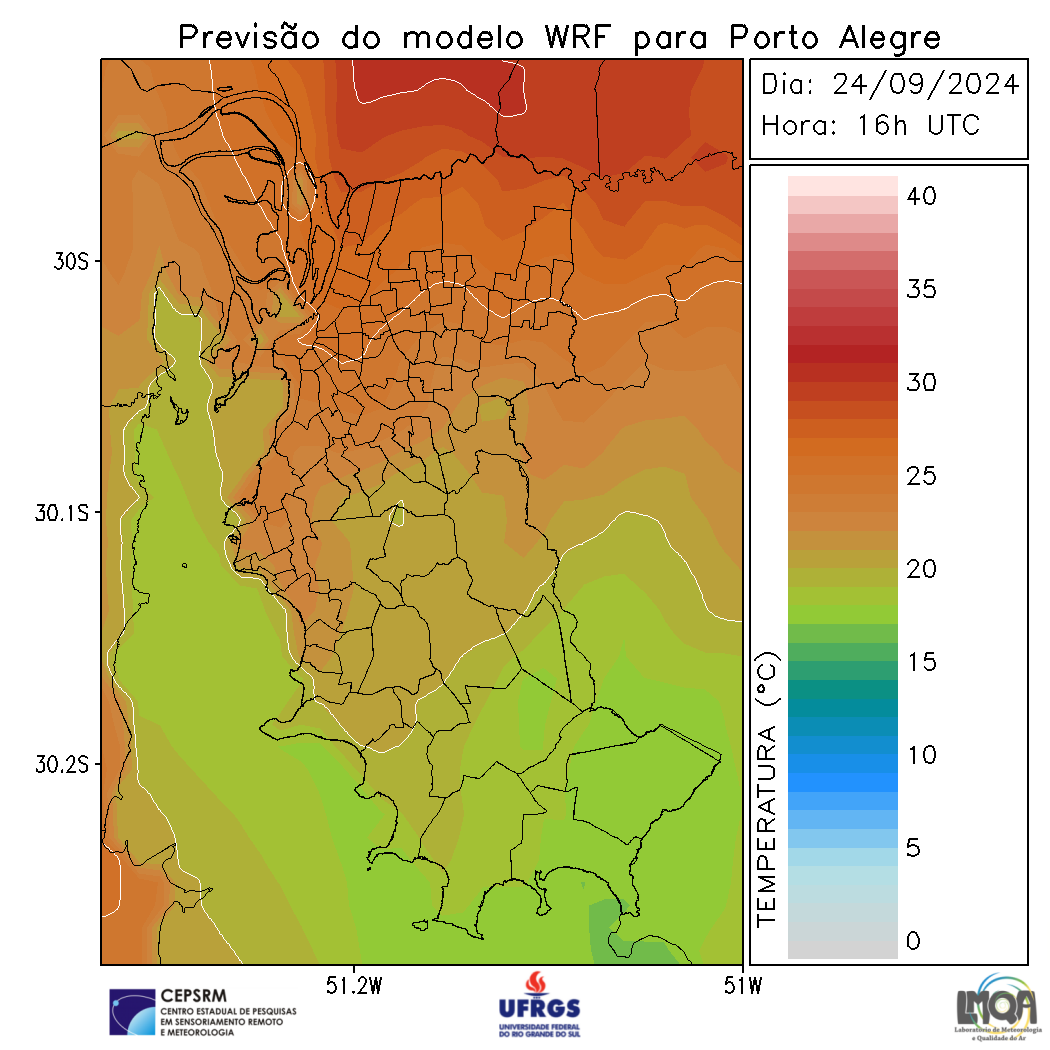 Previsão do modelo WRF para Porto Alegre
Dia: 24/09/2024
Hora: 16h UTC
40
35
30
25
20
15
10
5
0
TEMPERATURA (°C)
30S
30.1S
30.2S
51.2W
51W
CEPSRM
CENTRO ESTADUAL DE PESQUISAS
EM SENSORIAMENTO REMOTO
E METEOROLOGIA
UFRGS
UNIVERSIDADE FEDERAL
DO RIO GRANDE DO SUL
LMQA
Laboratório de Meteorologia
e Qualidade do Ar